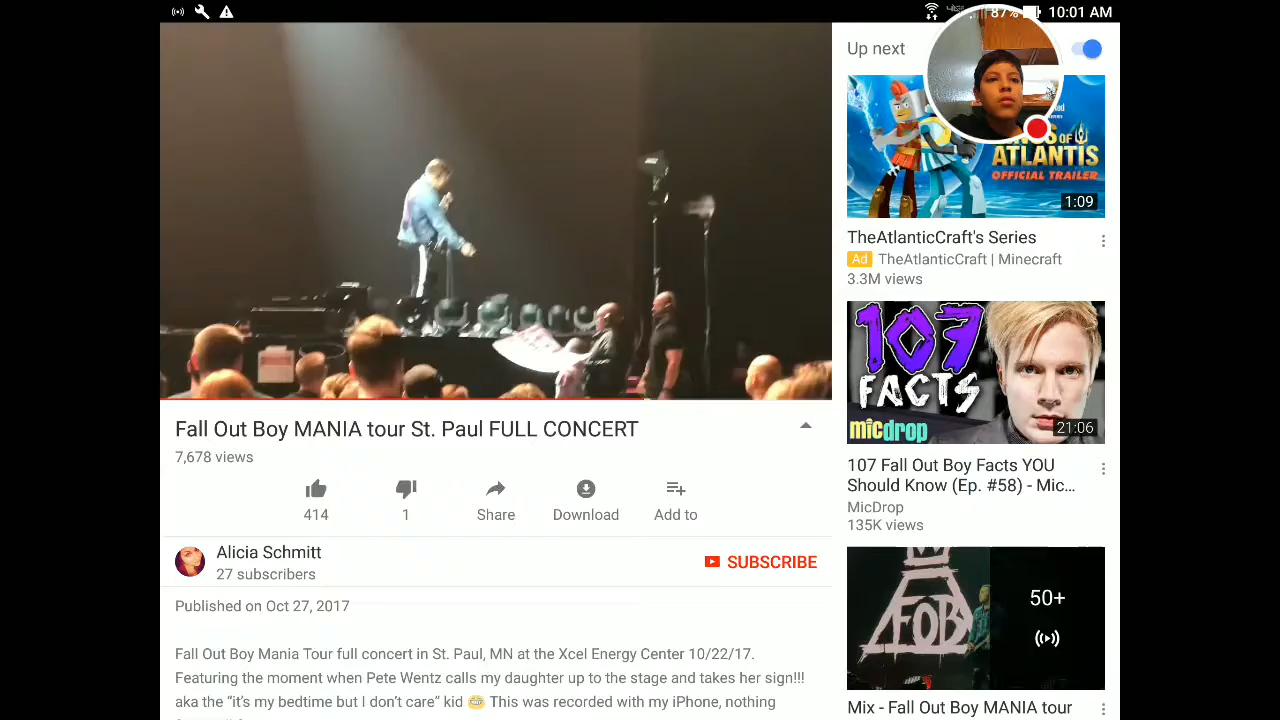 87% 10:01 AM
Up next
OF
ATLANTIS
OFFICIAL TRAILER
1:09
TheAtlanticCraft's Series
Ad TheAtlanticCraft | Minecraft
3.3M views
107
FACTS
micdrop
21:06
107 Fall Out Boy Facts YOU
Should Know (Ep. #58) - Mic...
MicDrop
135K views
FOB
50+
Mix - Fall Out Boy MANIA tour
Fall Out Boy MANIA tour St. Paul FULL CONCERT
7,678 views
414
1
Share
Download
Add to
Alicia Schmitt
27 subscribers
SUBSCRIBE
Published on Oct 27, 2017
Fall Out Boy Mania Tour full concert in St. Paul, MN at the Xcel Energy Center 10/22/17.
Featuring the moment when Pete Wentz calls my daughter up to the stage and takes her sign!!!
aka the “it's my bedtime but I don't care” kid 😁 This was recorded with my iPhone, nothing